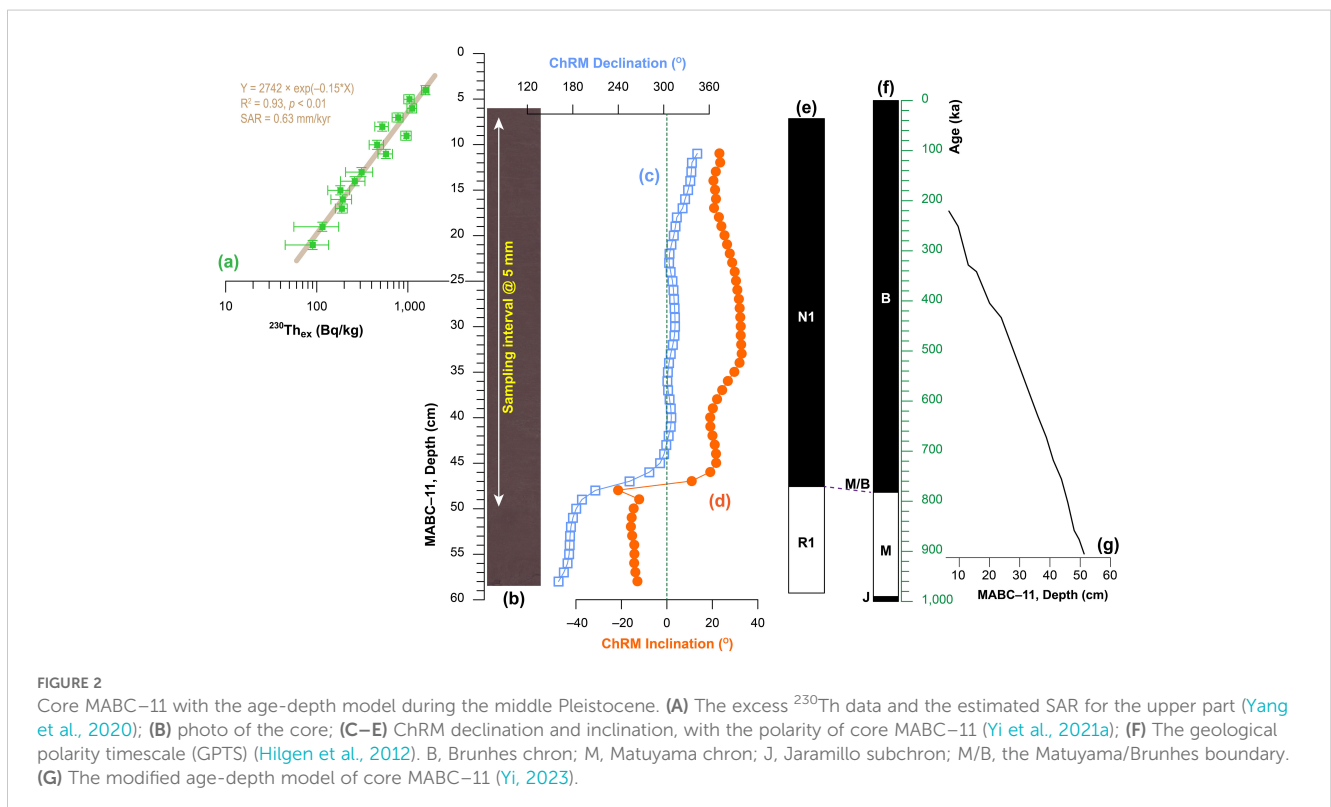 Y = 2742 × exp(–0.15*X)
R2 = 0.93, p < 0.01
SAR = 0.63 mm/kyr
(a)
10
100
1,000
230Thex (Bq/kg)
0
5
10
15
20
25
30
35
40
45
50
55
60
MABC–11, Depth (cm)
Sampling interval @ 5 mm
(b)
ChRM Declination (o)
120
180
240
300
360
(c)
(d)
–40
–20
0
20
40
ChRM Inclination (o)
(e)
N1
R1
M/B
(f)
B
M
J
0
100
200
300
400
500
600
700
800
900
1,000
Age (ka)
(g)
10
20
30
40
50
60
MABC–11, Depth (cm)
FIGURE 2
Core MABC–11 with the age-depth model during the middle Pleistocene. (A) The excess 230Th data and the estimated SAR for the upper part (Yang
et al., 2020); (B) photo of the core; (C–E) ChRM declination and inclination, with the polarity of core MABC–11 (Yi et al., 2021a); (F) The geological
polarity timescale (GPTS) (Hilgen et al., 2012). B, Brunhes chron; M, Matuyama chron; J, Jaramillo subchron; M/B, the Matuyama/Brunhes boundary.
(G) The modified age-depth model of core MABC–11 (Yi, 2023).